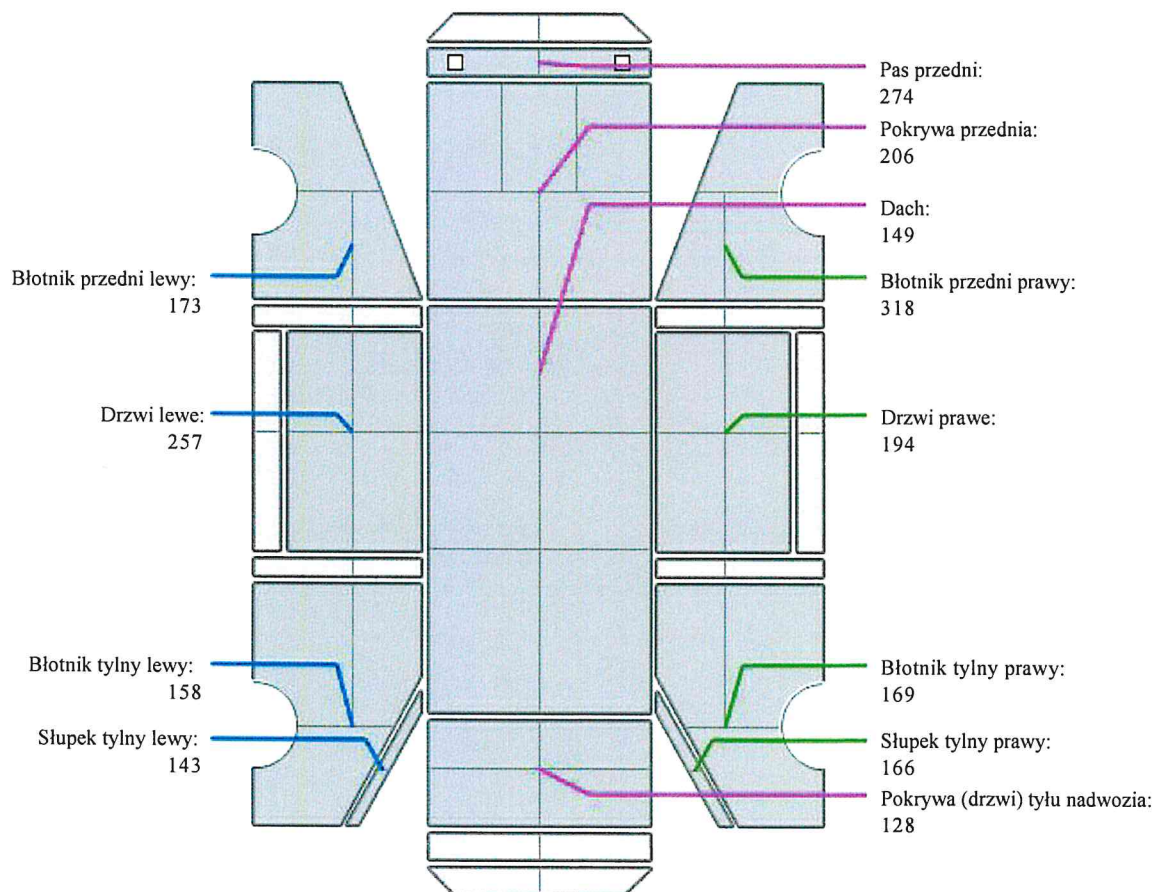 Pas przedni:
274
Pokrywa przednia:
206
Dach:
149
Błotnik przedni lewy:
173
Błotnik przedni prawy:
318
Drzwi lewe:
257
Drzwi prawe:
194
Błotnik tylny lewy:
158
Błotnik tylny prawy:
169
Słupek tylny lewy:
143
Słupek tylny prawy:
166
Pokrywa (drzwi) tyłu nadwozia:
128